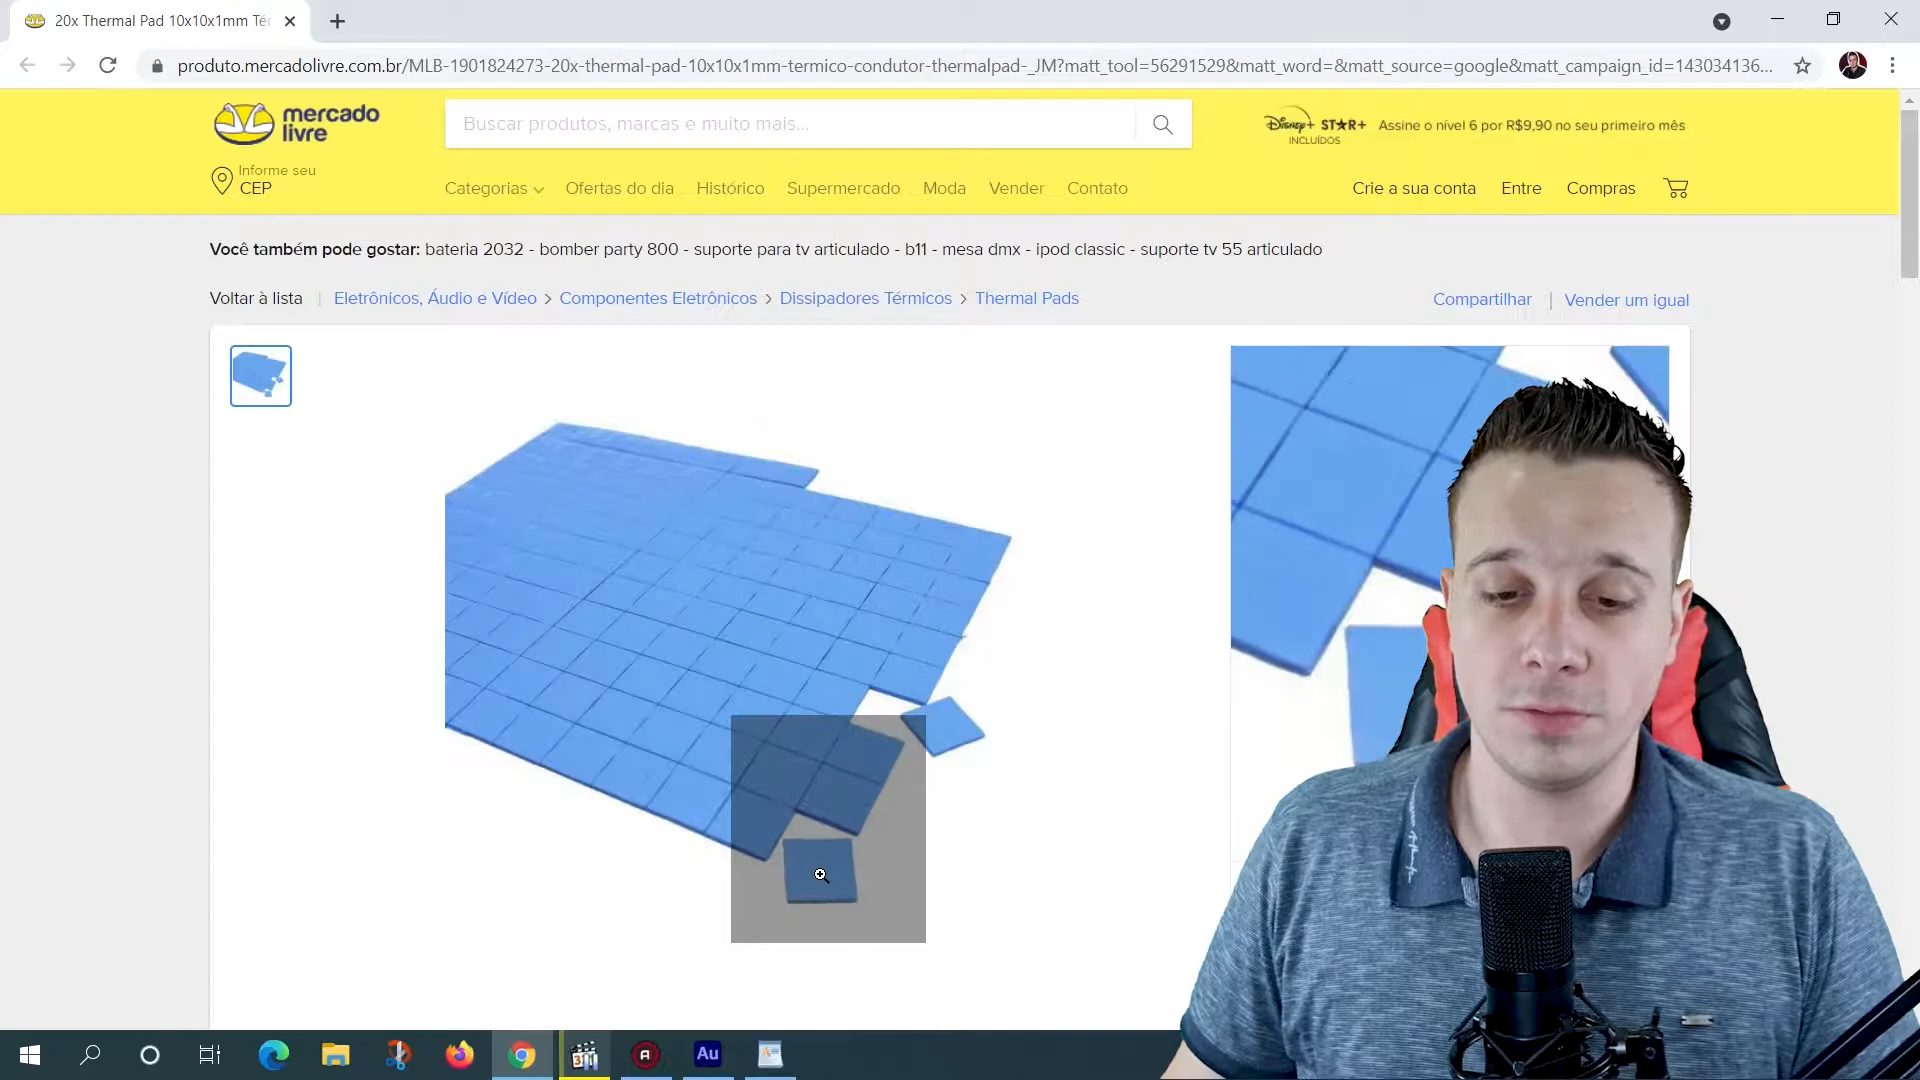 20x Thermal Pad 10x10x1mm Tér
produto.mercadolivre.com.br/MLB-1901824273-20x-thermal-pad-10x10x1mm-termico-condutor-thermalpad-_JM?matt_tool=56291529&matt_word=&matt_source=google&matt_campaign_id=143034136...
mercado
livre
Buscar produtos, marcas e muito mais...
Disney+ STAR+
INCLUÍDOS
Assine o nível 6 por R$9,90 no seu primeiro mês
Informe seu
CEP
Categorias Ofertas do dia Histórico Supermercado Moda Vender Contato
Crie a sua conta Entre Compras
Você também pode gostar: bateria 2032 - bomber party 800 - suporte para tv articulado - b11 - mesa dmx - ipod classic - suporte tv 55 articulado
Voltar à lista | Eletrônicos, Áudio e Vídeo > Componentes Eletrônicos > Dissipadores Térmicos > Thermal Pads
Compartilhar | Vender um igual
Au